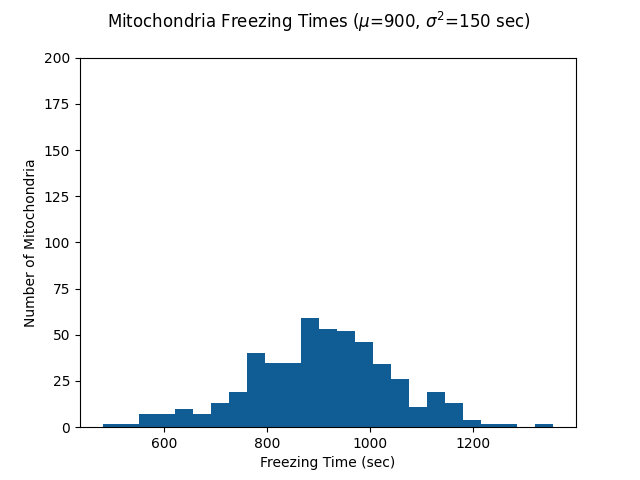 Mitochondria Freezing Times (μ=900, σ²=150 sec)
200
175
150
125
100
75
50
25
0
Number of Mitochondria
600 800 1000 1200
Freezing Time (sec)